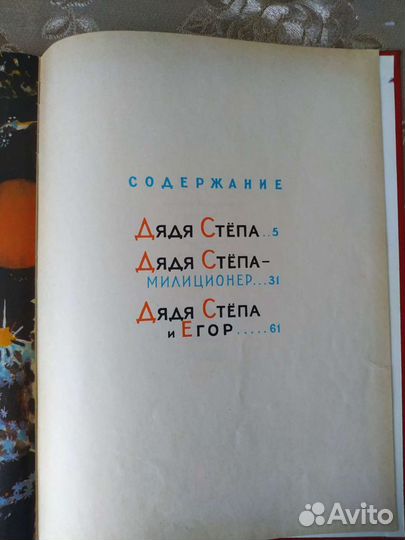 СОДЕРЖАНИЕ
ДЯДЯ СТЁПА..5
ДЯДЯ СТЁПА–
МИЛИЦИОНЕР...31
ДЯДЯ СТЁПА
И ЕГОР.....61
Avito